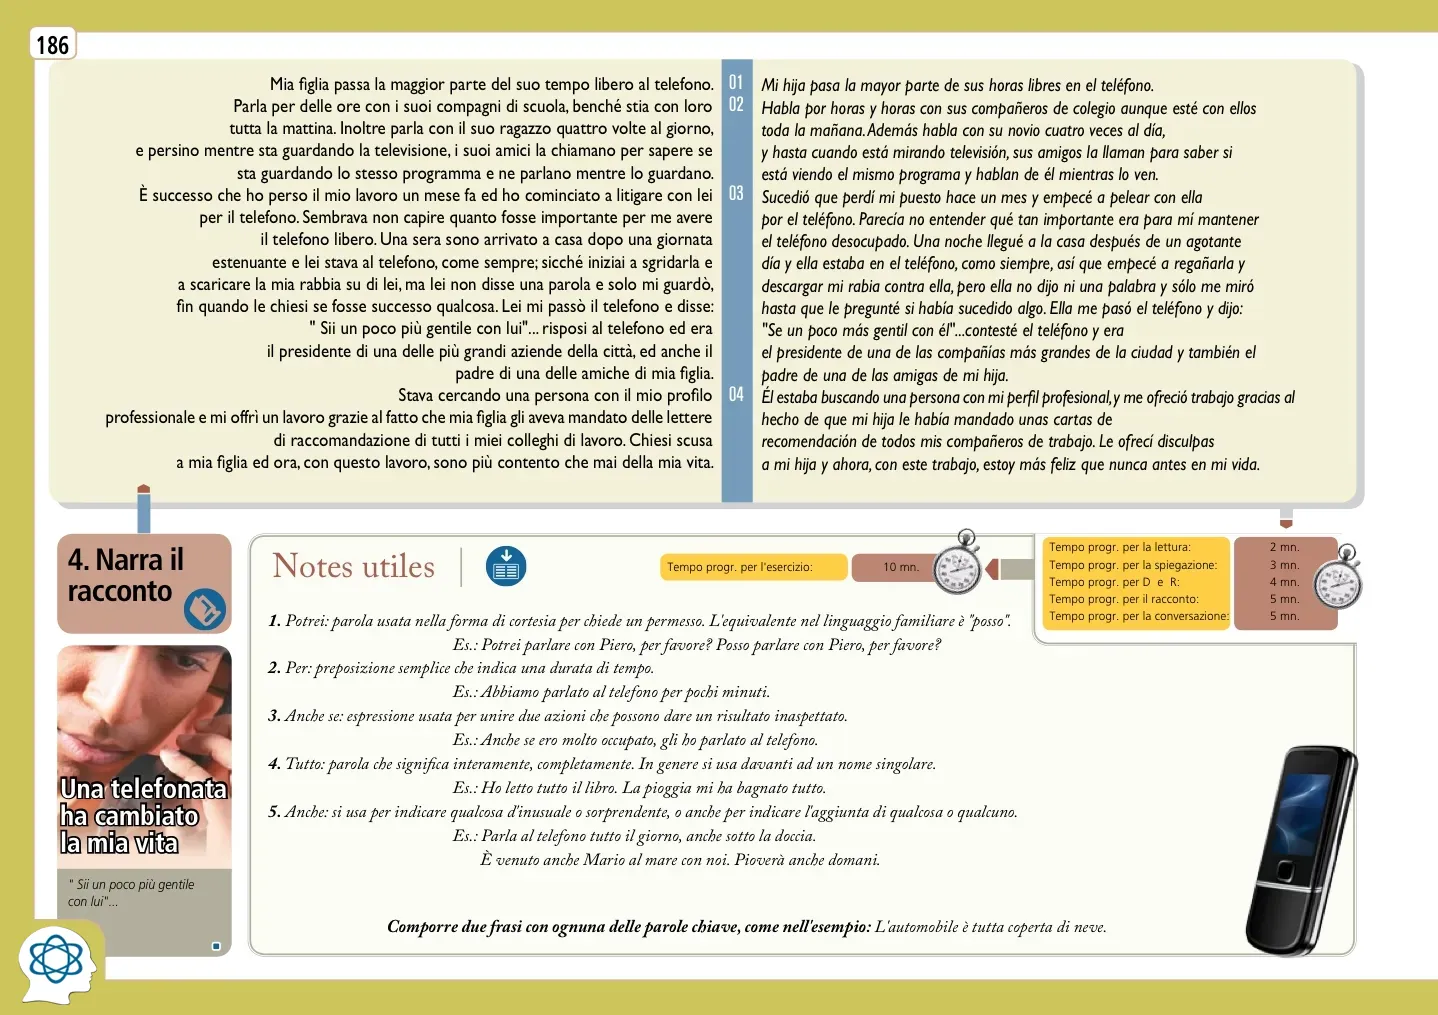 186
Mia figlia passa la maggior parte del suo tempo libero al telefono.
Parla per delle ore con i suoi compagni di scuola, benché stia con loro
tutta la mattina. Inoltre parla con il suo ragazzo quattro volte al giorno,
e persino mentre sta guardando la televisione, i suoi amici la chiamano per sapere se
sta guardando lo stesso programma e ne parlano mentre lo guardano.
È successo che ho perso il mio lavoro un mese fa ed ho cominciato a litigare con lei
per il telefono. Sembrava non capire quanto fosse importante per me avere
il telefono libero. Una sera sono arrivato a casa dopo una giornata
estenuante e lei stava al telefono, come sempre; sicché iniziai a sgridarla e
a scaricare la mia rabbia su di lei, ma lei non disse una parola e solo mi guardò,
fin quando le chiesi se fosse successo qualcosa. Lei mi passò il telefono e disse:
" Sii un poco più gentile con lui"... risposi al telefono ed era
il presidente di una delle più grandi aziende della città, ed anche il
padre di una delle amiche di mia figlia.
Stava cercando una persona con il mio profilo
professionale e mi offrì un lavoro grazie al fatto che mia figlia gli aveva mandato delle lettere
di raccomandazione di tutti i miei colleghi di lavoro. Chiesi scusa
a mia figlia ed ora, con questo lavoro, sono più contento che mai della mia vita.
01
02
03
04
Mi hija pasa la mayor parte de sus horas libres en el teléfono.
Habla por horas y horas con sus compañeros de colegio aunque esté con ellos
toda la mañana. Además habla con su novio cuatro veces al día,
y hasta cuando está mirando televisión, sus amigos la llaman para saber si
está viendo el mismo programa y hablan de él mientras lo ven.
Sucedió que perdí mi puesto hace un mes y empecé a pelear con ella
por el teléfono. Parecía no entender qué tan importante era para mí mantener
el teléfono desocupado. Una noche llegué a la casa después de un agotante
día y ella estaba en el teléfono, como siempre, así que empecé a regañarla y
descargar mi rabia contra ella, pero ella no dijo ni una palabra y sólo me miró
hasta que le pregunté si había sucedido algo. Ella me pasó el teléfono y dijo:
"Se un poco más gentil con él"...contesté el teléfono y era
el presidente de una de las compañías más grandes de la ciudad y también el
padre de una de las amigas de mi hija.
Él estaba buscando una persona con mi perfil profesional, y me ofreció trabajo gracias al
hecho de que mi hija le había mandado unas cartas de
recomendación de todos mis compañeros de trabajo. Le ofrecí disculpas
a mi hija y ahora, con este trabajo, estoy más feliz que nunca antes en mi vida.
4. Narra il
racconto
Una telefonata
ha cambiato
la mia vita
" Sii un poco più gentile
con lui"...
Notes utiles
Tempo progr. per l'esercizio: 10 mn.
Tempo progr. per la lettura: 2 mn.
Tempo progr. per la spiegazione: 3 mn.
Tempo progr. per D e R: 4 mn.
Tempo progr. per il racconto: 5 mn.
Tempo progr. per la conversazione: 5 mn.
1. Potrei: parola usata nella forma di cortesia per chiede un permesso. L'equivalente nel linguaggio familiare è "posso".
Es.: Potrei parlare con Piero, per favore? Posso parlare con Piero, per favore?
2. Per: preposizione semplice che indica una durata di tempo.
Es.: Abbiamo parlato al telefono per pochi minuti.
3. Anche se: espressione usata per unire due azioni che possono dare un risultato inaspettato.
Es.: Anche se ero molto occupato, gli ho parlato al telefono.
4. Tutto: parola che significa interamente, completamente. In genere si usa davanti ad un nome singolare.
Es.: Ho letto tutto il libro. La pioggia mi ha bagnato tutto.
5. Anche: si usa per indicare qualcosa d'inusuale o sorprendente, o anche per indicare l'aggiunta di qualcosa o qualcuno.
Es.: Parla al telefono tutto il giorno, anche sotto la doccia.
È venuto anche Mario al mare con noi. Pioverà anche domani.
Comporre due frasi con ognuna delle parole chiave, come nell'esempio: L'automobile è tutta coperta di neve.